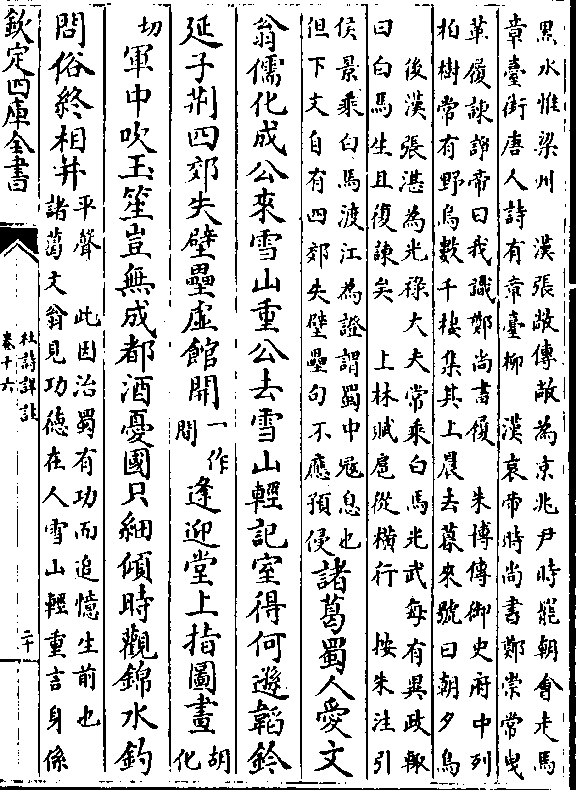 黑水惟梁州　漢張敞傳敞為京兆尹時罷朝會走馬
章臺街唐人詩有章臺柳　漢哀帝時尚書鄭崇常曳
革履諫諍帝曰我識鄭尚書履　朱博傳御史府中列
柏樹常有野烏數千棲集其上晨去暮來號曰朝夕烏
後漢張湛為光祿大夫常乘白馬光武每有異政輒
曰白馬生且復諫矣　上林賦扈從橫行　按朱注引
侯景乘白馬渡江為證謂蜀中冦息也
但下文自有四郊失壁壘句不應預侵
諸葛蜀人愛文
翁儒化成公來雪山重公去雪山輕記室得何遜韜鈐
延子荆四郊失壁壘虛館開一作間逢迎堂上指圖畫胡化
切軍中吹玉笙豈無成都酒憂國只細傾時觀錦水釣
問俗終相并
平聲　此因治蜀有功而追憶生前也
諸葛文翁見功德在人雪山輕重言身係
欽定四庫全書
杜詩詳註
卷十六
二十